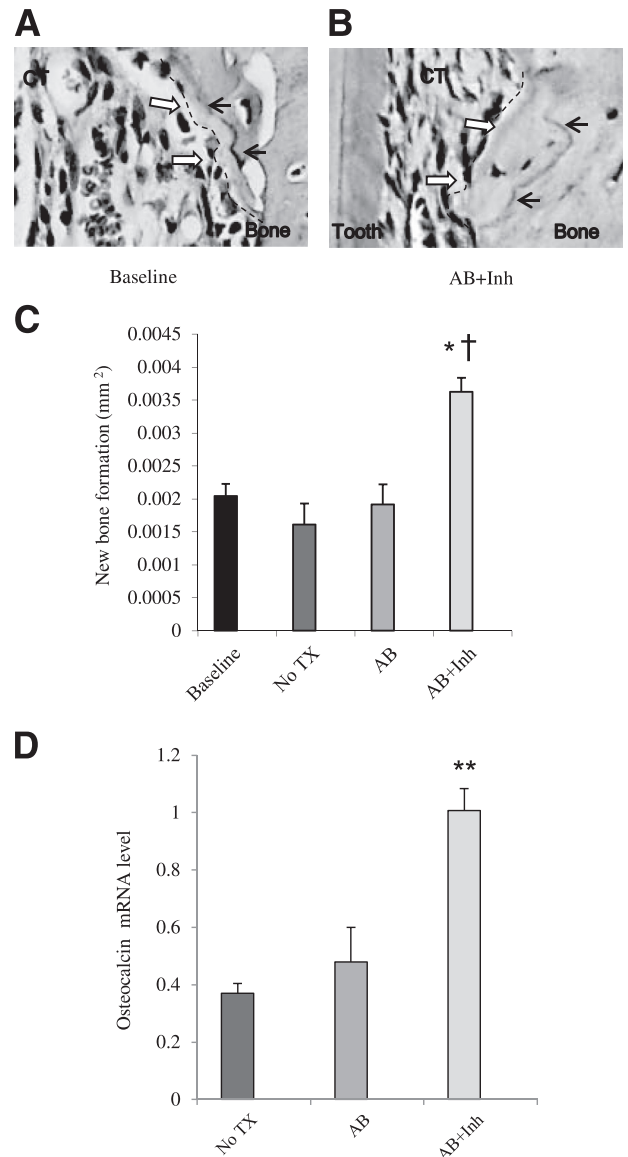 A
B
CT
Bone
CT
Tooth
Bone
Baseline
AB+Inh
C
New bone formation (mm 2)
0.0045
0.004
0.0035
0.003
0.0025
0.002
0.0015
0.001
0.0005
0
* †
Baseline
No TX
AB
AB+Inh
D
Osteocalcin mRNA level
1.2
1
0.8
0.6
0.4
0.2
0
**
No TX
AB
AB+Inh